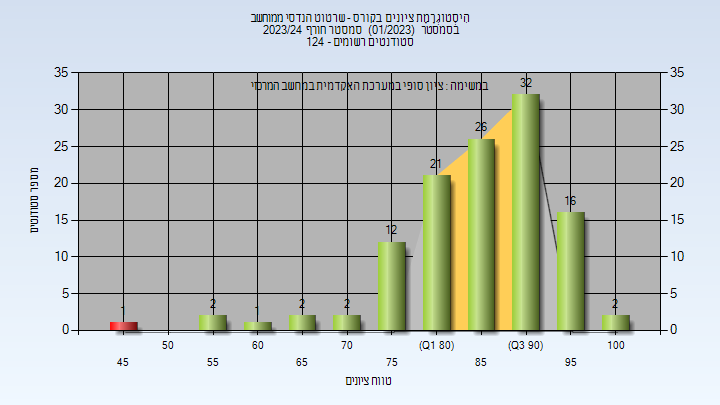 היסטוגרמת ציונים בקורס - שרטוט הנדסי ממוחשב
בסמסטר (01/2023) סמסטר חורף 2023/24
סטודנטים רשומים - 124
במשימה : ציון סופי במערכת האקדמית במחשב המרכזי
מספר סטודנטים
35 35
30 30
25 25
20 20
15 15
10 10
5 5
0 0
1 2 1 2 2 12 21 26 32 16 2
50 60 70 (Q1 80) (Q3 90) 100
45 55 65 75 85 95
טווח ציונים